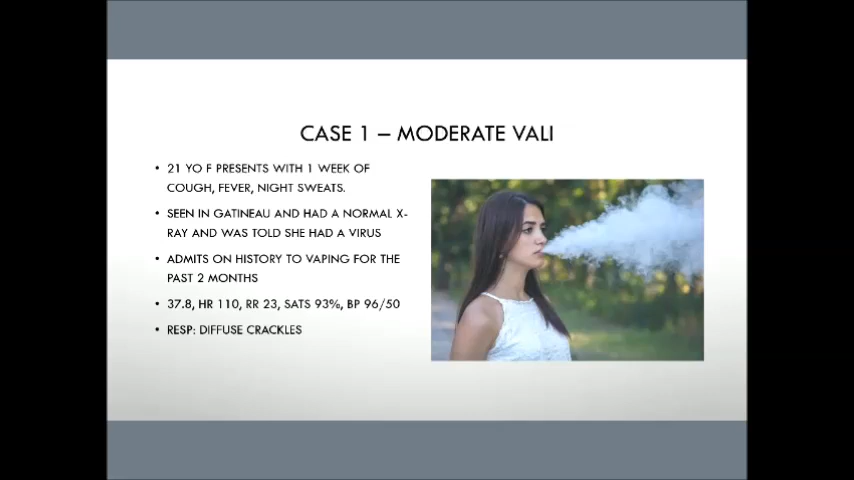 CASE 1 – MODERATE VALI
• 21 YO F PRESENTS WITH 1 WEEK OF
COUGH, FEVER, NIGHT SWEATS.
• SEEN IN GATINEAU AND HAD A NORMAL X-
RAY AND WAS TOLD SHE HAD A VIRUS
• ADMITS ON HISTORY TO VAPING FOR THE
PAST 2 MONTHS
• 37.8, HR 110, RR 23, SATS 93%, BP 96/50
• RESP: DIFFUSE CRACKLES